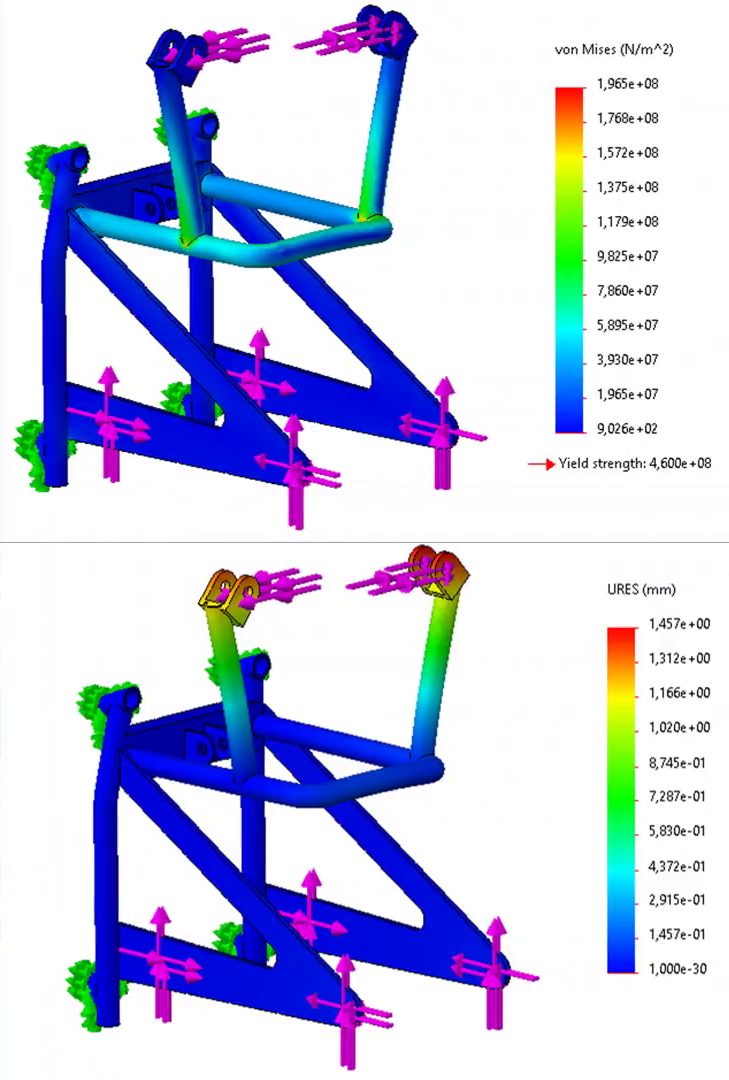 von Mises (N/m^2)
1,965e+08
1,768e+08
1,572e+08
1,375e+08
1,179e+08
9,825e+07
7,860e+07
5,895e+07
3,930e+07
1,965e+07
9,026e+02
Yield strength: 4,600e+08
URES (mm)
1,457e+00
1,312e+00
1,166e+00
1,020e+00
8,745e-01
7,287e-01
5,830e-01
4,372e-01
2,915e-01
1,457e-01
1,000e-30